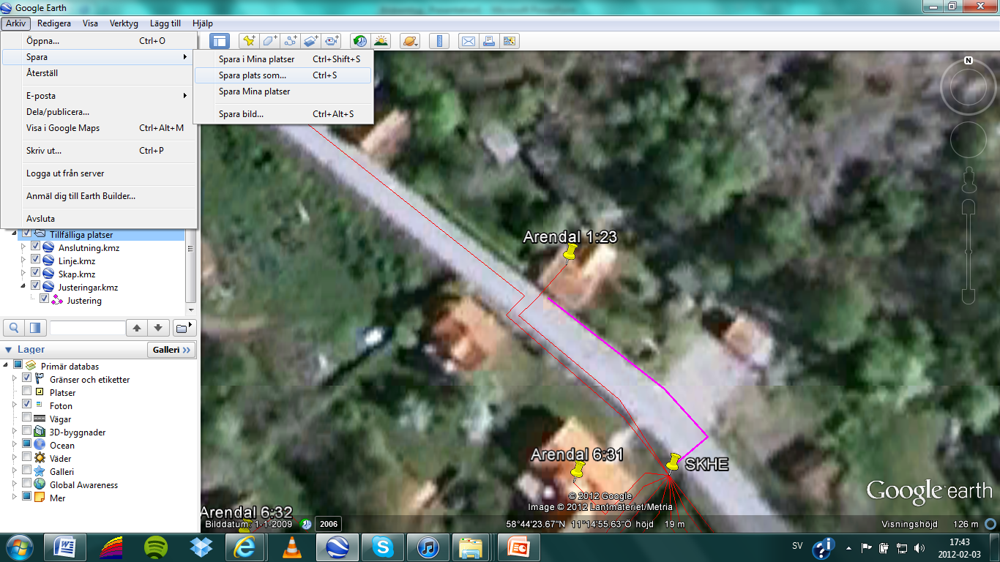 Google Earth
Arkiv Redigera Visa Verktyg Lägg till Hjälp
Öppna... Ctrl+O
Spara
Återställ
E-posta
Dela/publicera...
Visa i Google Maps Ctrl+Alt+M
Skriv ut... Ctrl+P
Logga ut från server
Anmäl dig till Earth Builder...
Avsluta
Spara i Mina platser Ctrl+Shift+S
Spara plats som... Ctrl+S
Spara Mina platser
Spara bild... Ctrl+Alt+S
Tillfälliga platser
Anslutning.kmz
Linje.kmz
Skap.kmz
Justeringar.kmz
Justering
Lager
Galleri >>
Primär databas
Gränser och etiketter
Platser
Foton
Vägar
3D-byggnader
Ocean
Väder
Galleri
Global Awareness
Mer
N
Arendal 1:23
Arendal 6:31
SKHE
Arendal 6:32
© 2012 Google
Image © 2012 Lantmäteriet/Metria
Google earth
Bilddatum: 1-1-2009 2006
58°44'23.67"N 11°14'55.63"Ö höjd 19 m
Visningshöjd 126 m
SV
17:43
2012-02-03